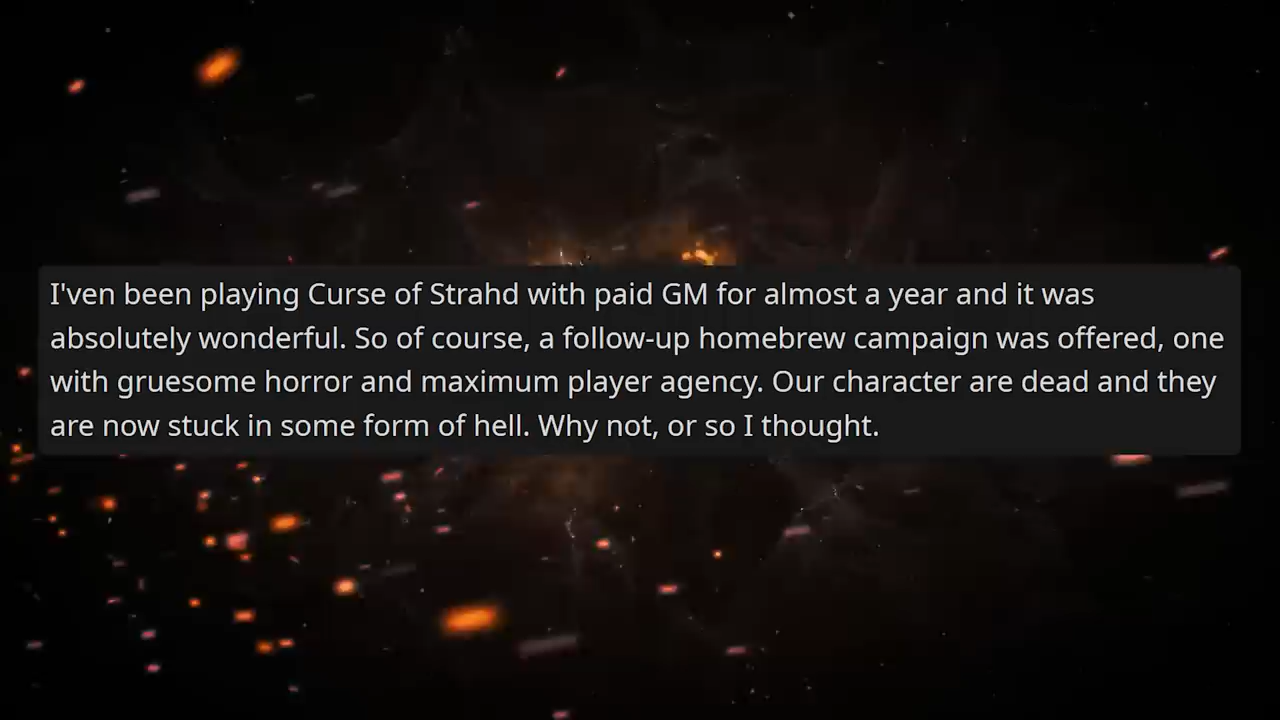 I'ven been playing Curse of Strahd with paid GM for almost a year and it was
absolutely wonderful. So of course, a follow-up homebrew campaign was offered, one
with gruesome horror and maximum player agency. Our character are dead and they
are now stuck in some form of hell. Why not, or so I thought.